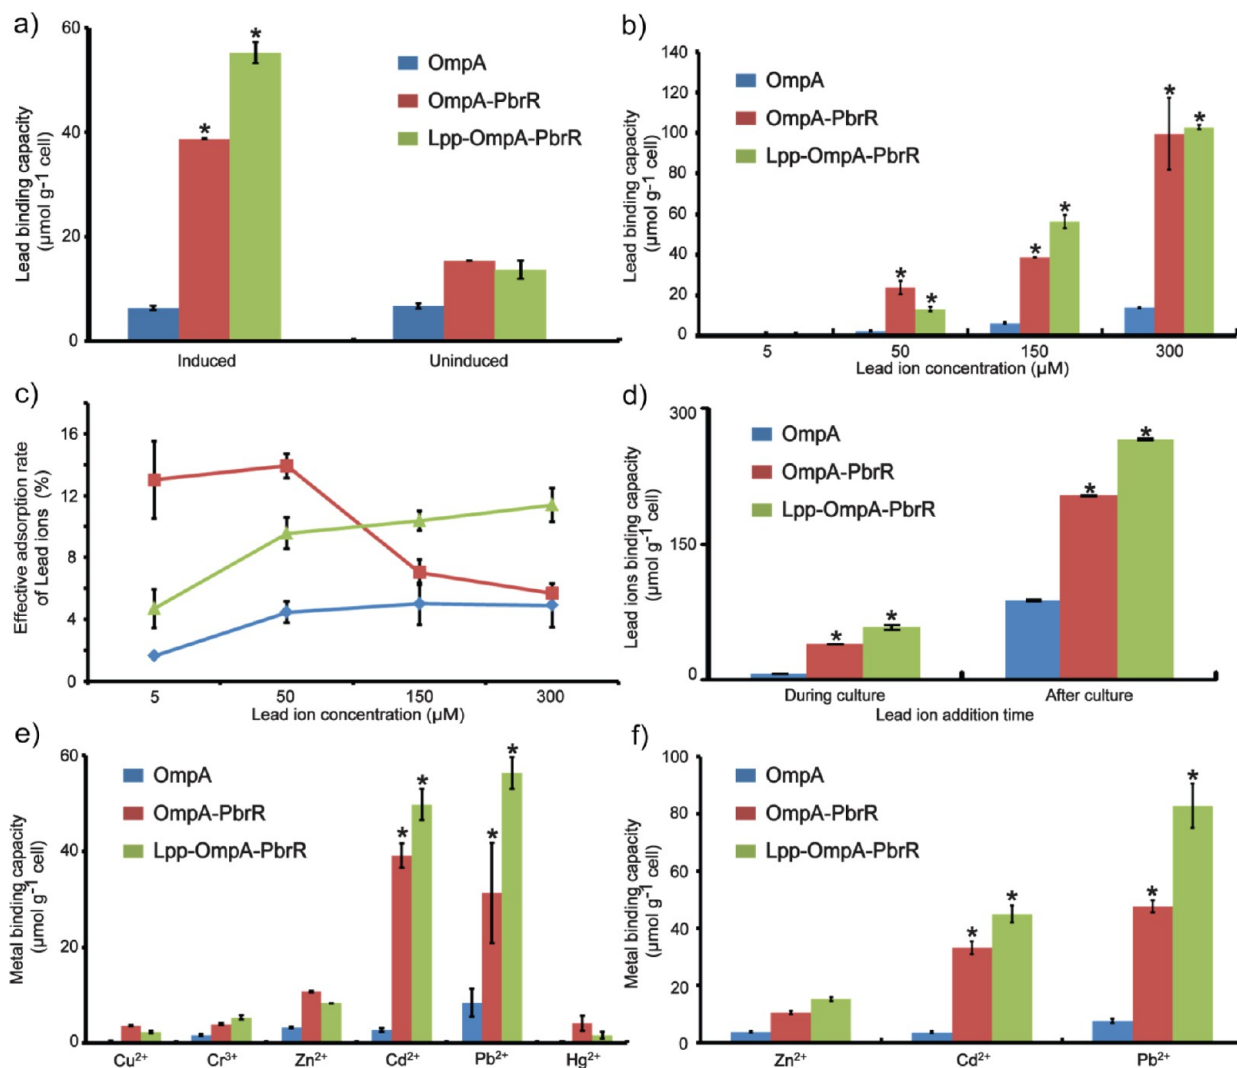 a)
60
40
20
0
Lead binding capacity
(μmol g-1 cell)
OmpA
OmpA-PbrR
Lpp-OmpA-PbrR
*
*
Induced
Uninduced
b)
140
120
100
80
60
40
20
0
Lead binding capacity
(μmol g-1 cell)
OmpA
OmpA-PbrR
Lpp-OmpA-PbrR
* * * * * *
5 50 150 300
Lead ion concentration (μM)
c)
16
12
8
4
0
Effective adsorption rate
of Lead ions (%)
5 50 150 300
Lead ion concentration (μM)
d)
300
150
0
Lead ions binding capacity
(μmol g-1 cell)
OmpA
OmpA-PbrR
Lpp-OmpA-PbrR
* * * *
During culture After culture
Lead ion addition time
e)
60
40
20
0
Metal binding capacity
(μmol g-1 cell)
OmpA
OmpA-PbrR
Lpp-OmpA-PbrR
* * * *
Cu2+ Cr3+ Zn2+ Cd2+ Pb2+ Hg2+
f)
100
80
60
40
20
0
Metal binding capacity
(μmol g-1 cell)
OmpA
OmpA-PbrR
Lpp-OmpA-PbrR
* * * *
Zn2+ Cd2+ Pb2+